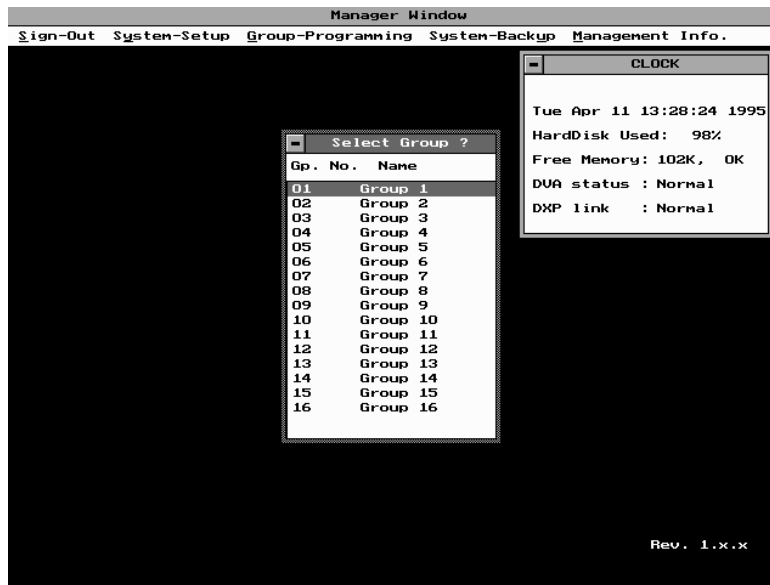 Manager Window
Sign-Out System-Setup Group-Programming System-Backup Management Info.
CLOCK
Tue Apr 11 13:28:24 1995
HardDisk Used: 98%
Free Memory: 102K, OK
DVA status : Normal
DXP link : Normal
Select Group ?
Gp. No. Name
01 Group 1
02 Group 2
03 Group 3
04 Group 4
05 Group 5
06 Group 6
07 Group 7
08 Group 8
09 Group 9
10 Group 10
11 Group 11
12 Group 12
13 Group 13
14 Group 14
15 Group 15
16 Group 16
Rev. 1.x.x